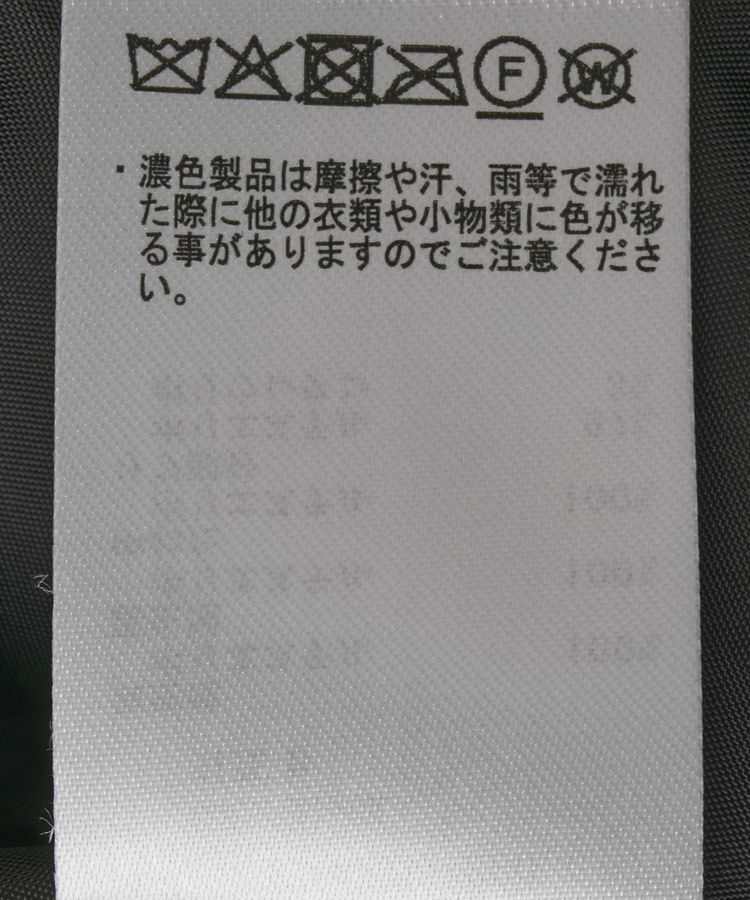 F W
・濃色製品は摩擦や汗、雨等で濡れ
た際に他の衣類や小物類に色が移
る事がありますのでご注意くださ
い。